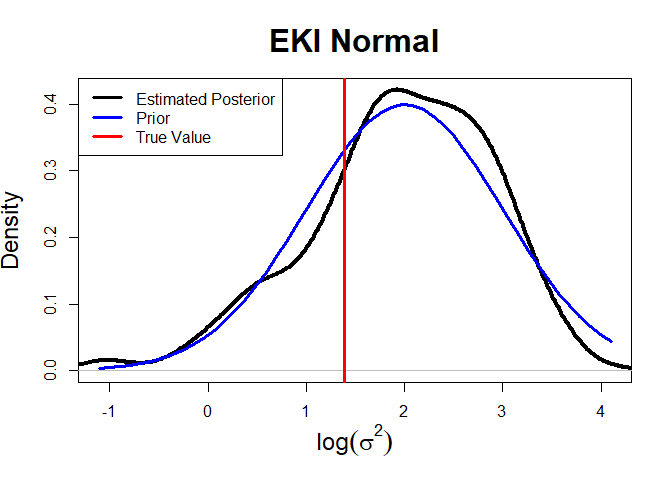 EKI Normal
Estimated Posterior
Prior
True Value
Density
0.4
0.3
0.2
0.1
0.0
-1 0 1 2 3 4
log(σ²)